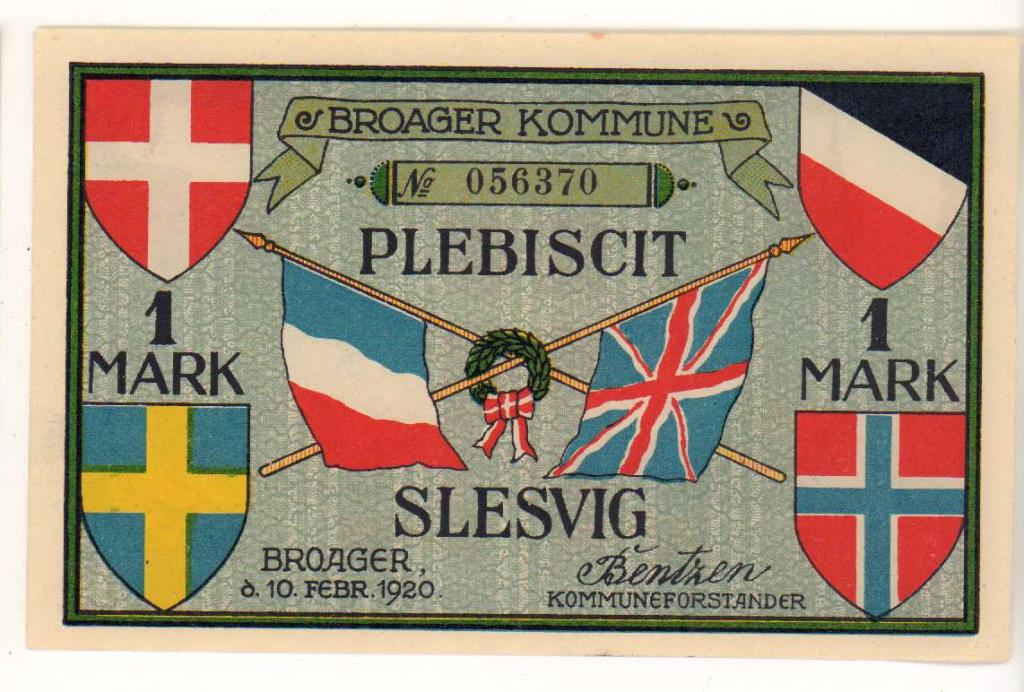 BROAGER KOMMUNE
№ 056370
PLEBISCIT
1 MARK
1 MARK
SLESVIG
BROAGER,
d. 10. FEBR. 1920.
Bentzen
KOMMUNEFORSTANDER